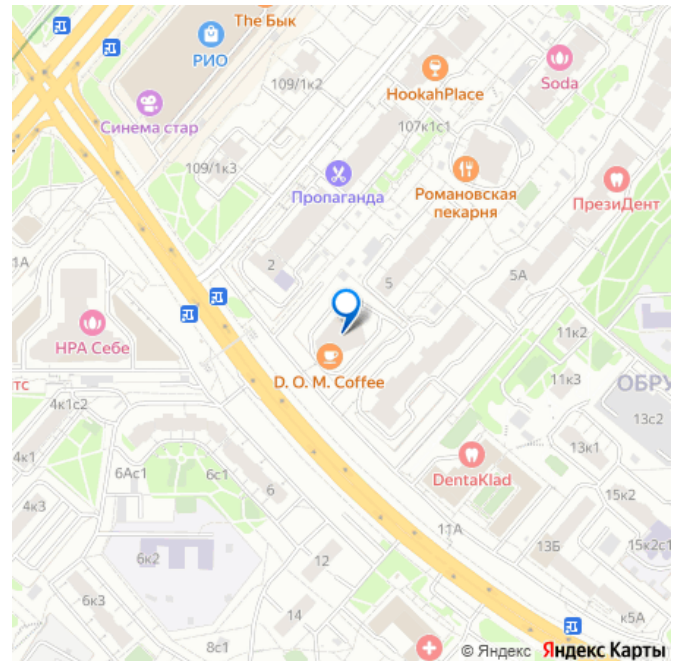 The Бык
РИО
109/1к2
HookahPlace
Soda
Синема стар
107к1с1
109/1к3
Пропаганда
Романовская
пекарня
ПрезиДент
1А
2
5
5А
НРА Себе
11к2
D. O. M. Coffee
11к3
ОБРУ
тс
4к1с2
13с2
4к1
13к1
6Ас1
6с1
6
DentaKlad
4к3
15к2
11А
6к2
12
13Б
15к2с1
6к3
14
к5А
8с1
© Яндекс Яндекс Карты